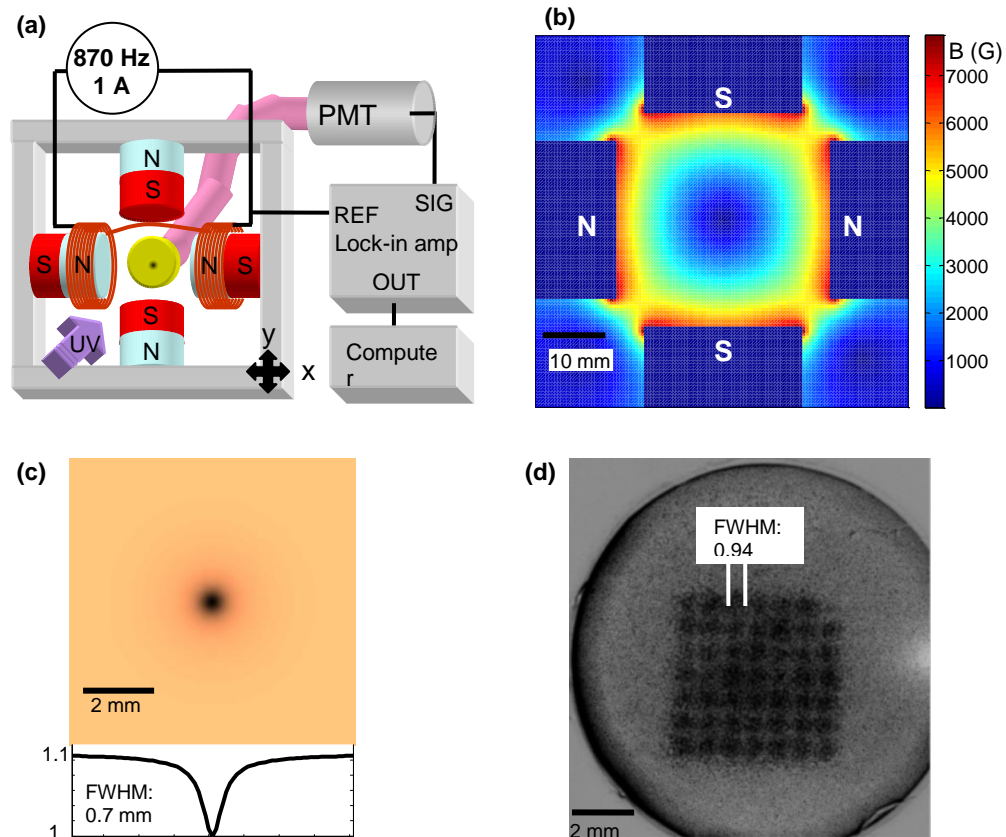 (a)
870 Hz
1 A
PMT
N
S
REF
SIG
Lock-in amp
OUT
S
N
N
S
S
N
UV
y
x
Compute
r
(b)
B (G)
7000
6000
5000
4000
3000
2000
1000
S
N
N
S
10 mm
(c)
2 mm
1.1
FWHM:
0.7 mm
1
(d)
FWHM:
0.94
2 mm